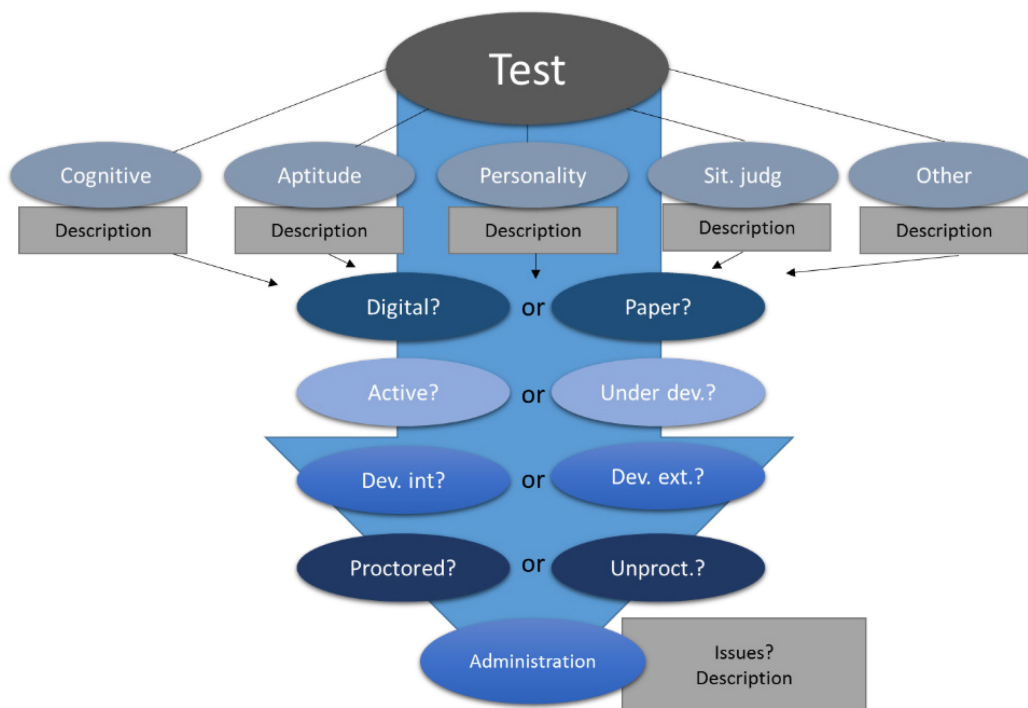 Test
Cognitive
Aptitude
Personality
Sit. judg
Other
Description
Description
Description
Description
Description
Digital?
or
Paper?
Active?
or
Under dev.?
Dev. int?
or
Dev. ext.?
Proctored?
or
Unproct.?
Administration
Issues?
Description